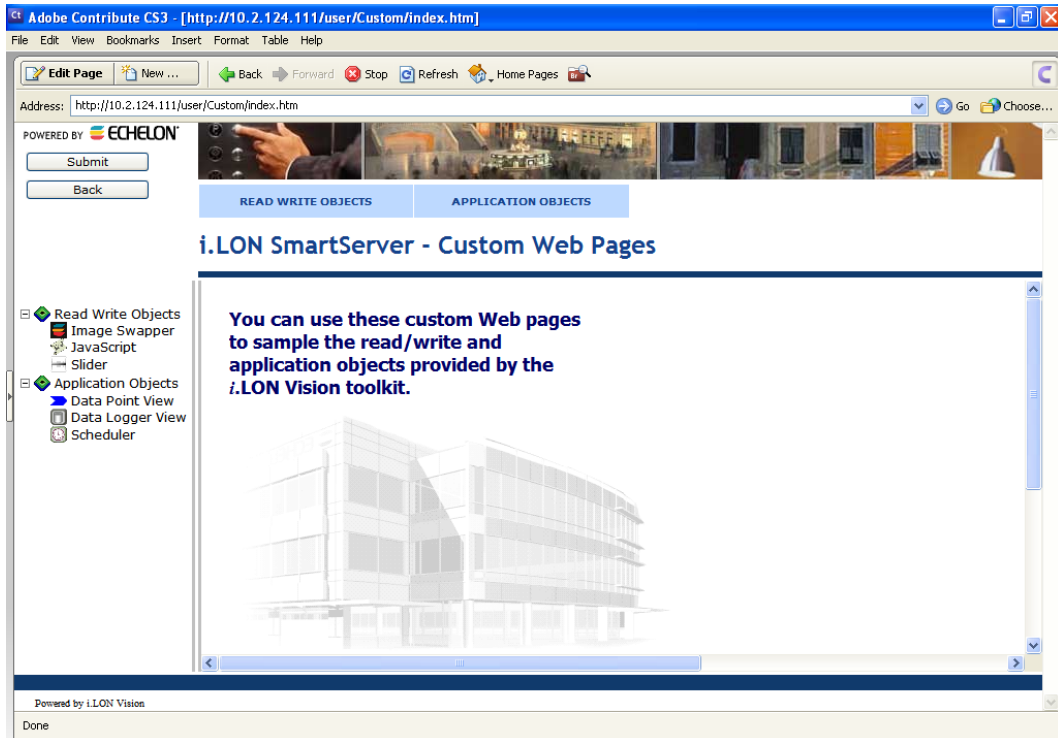 Ct Adobe Contribute CS3 - [http://10.2.124.111/user/Custom/index.htm]
File Edit View Bookmarks Insert Format Table Help
Edit Page New ... Back Forward Stop Refresh Home Pages Br
Address: http://10.2.124.111/user/Custom/index.htm Go Choose...
POWERED BY ECHELON
Submit
Back
READ WRITE OBJECTS APPLICATION OBJECTS
i.LON SmartServer - Custom Web Pages
Read Write Objects
Image Swapper
JavaScript
Slider
Application Objects
Data Point View
Data Logger View
Scheduler
You can use these custom Web pages
to sample the read/write and
application objects provided by the
i.LON Vision toolkit.
Powered by i.LON Vision
Done